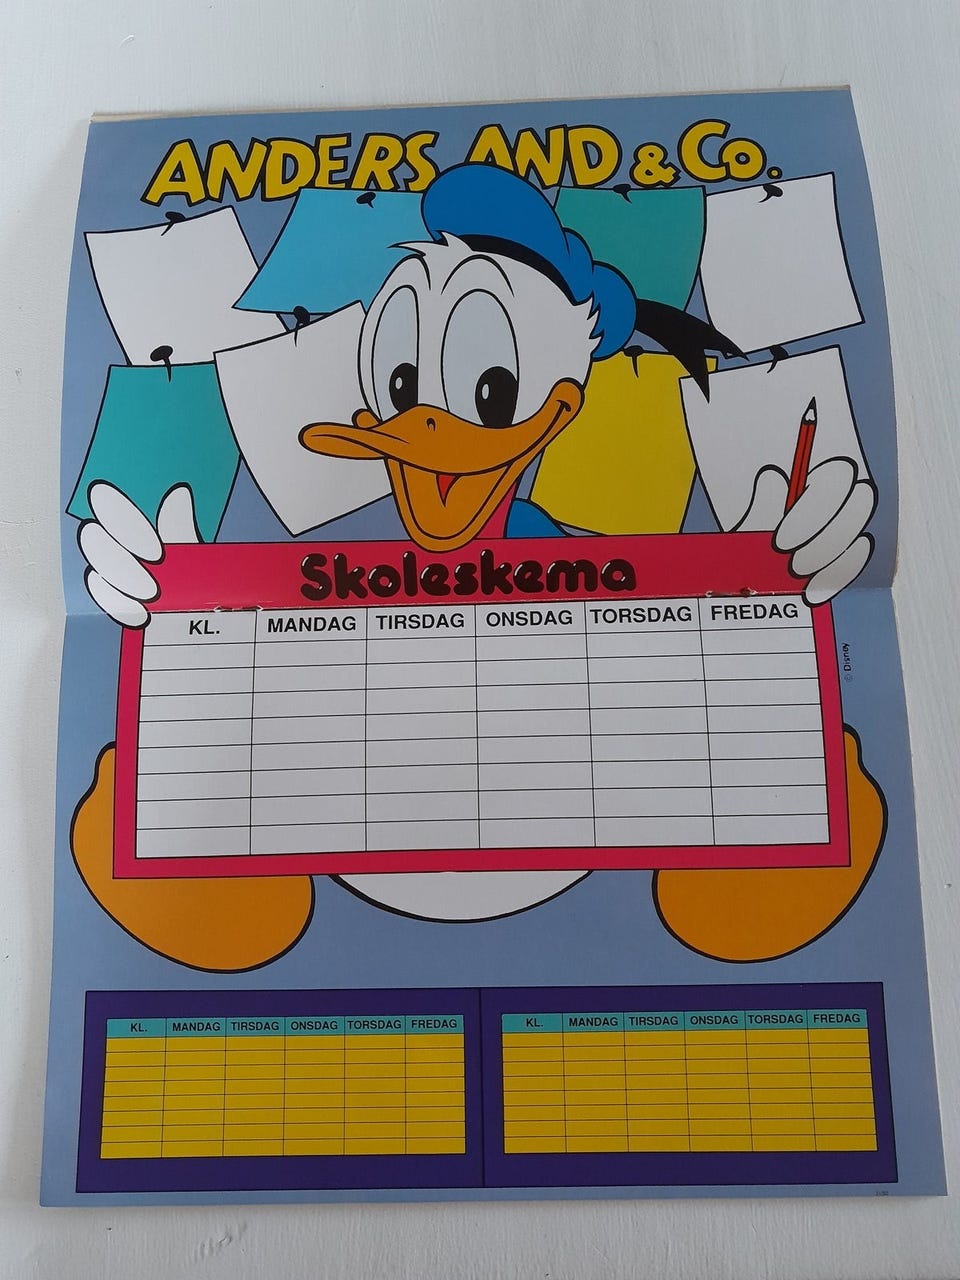 ANDERS AND & Co.
Skoleskema
KL. MANDAG TIRSDAG ONSDAG TORSDAG FREDAG
© Disney
KL. MANDAG TIRSDAG ONSDAG TORSDAG FREDAG
KL. MANDAG TIRSDAG ONSDAG TORSDAG FREDAG